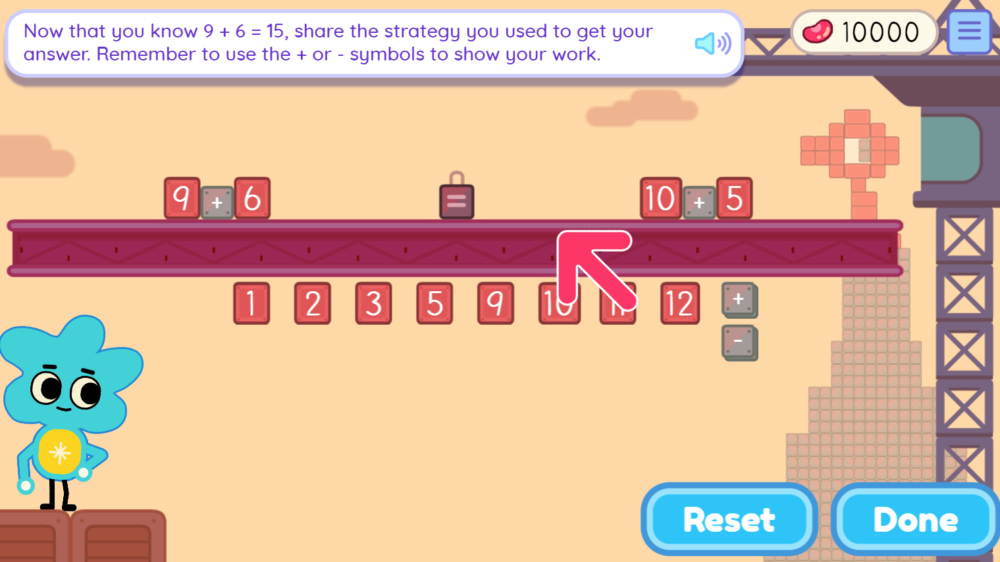 Now that you know 9 + 6 = 15, share the strategy you used to get your
answer. Remember to use the + or - symbols to show your work.
10000
9 + 6 = 10 + 5
1 2 3 5 9 10 11 12 +
-
Reset Done